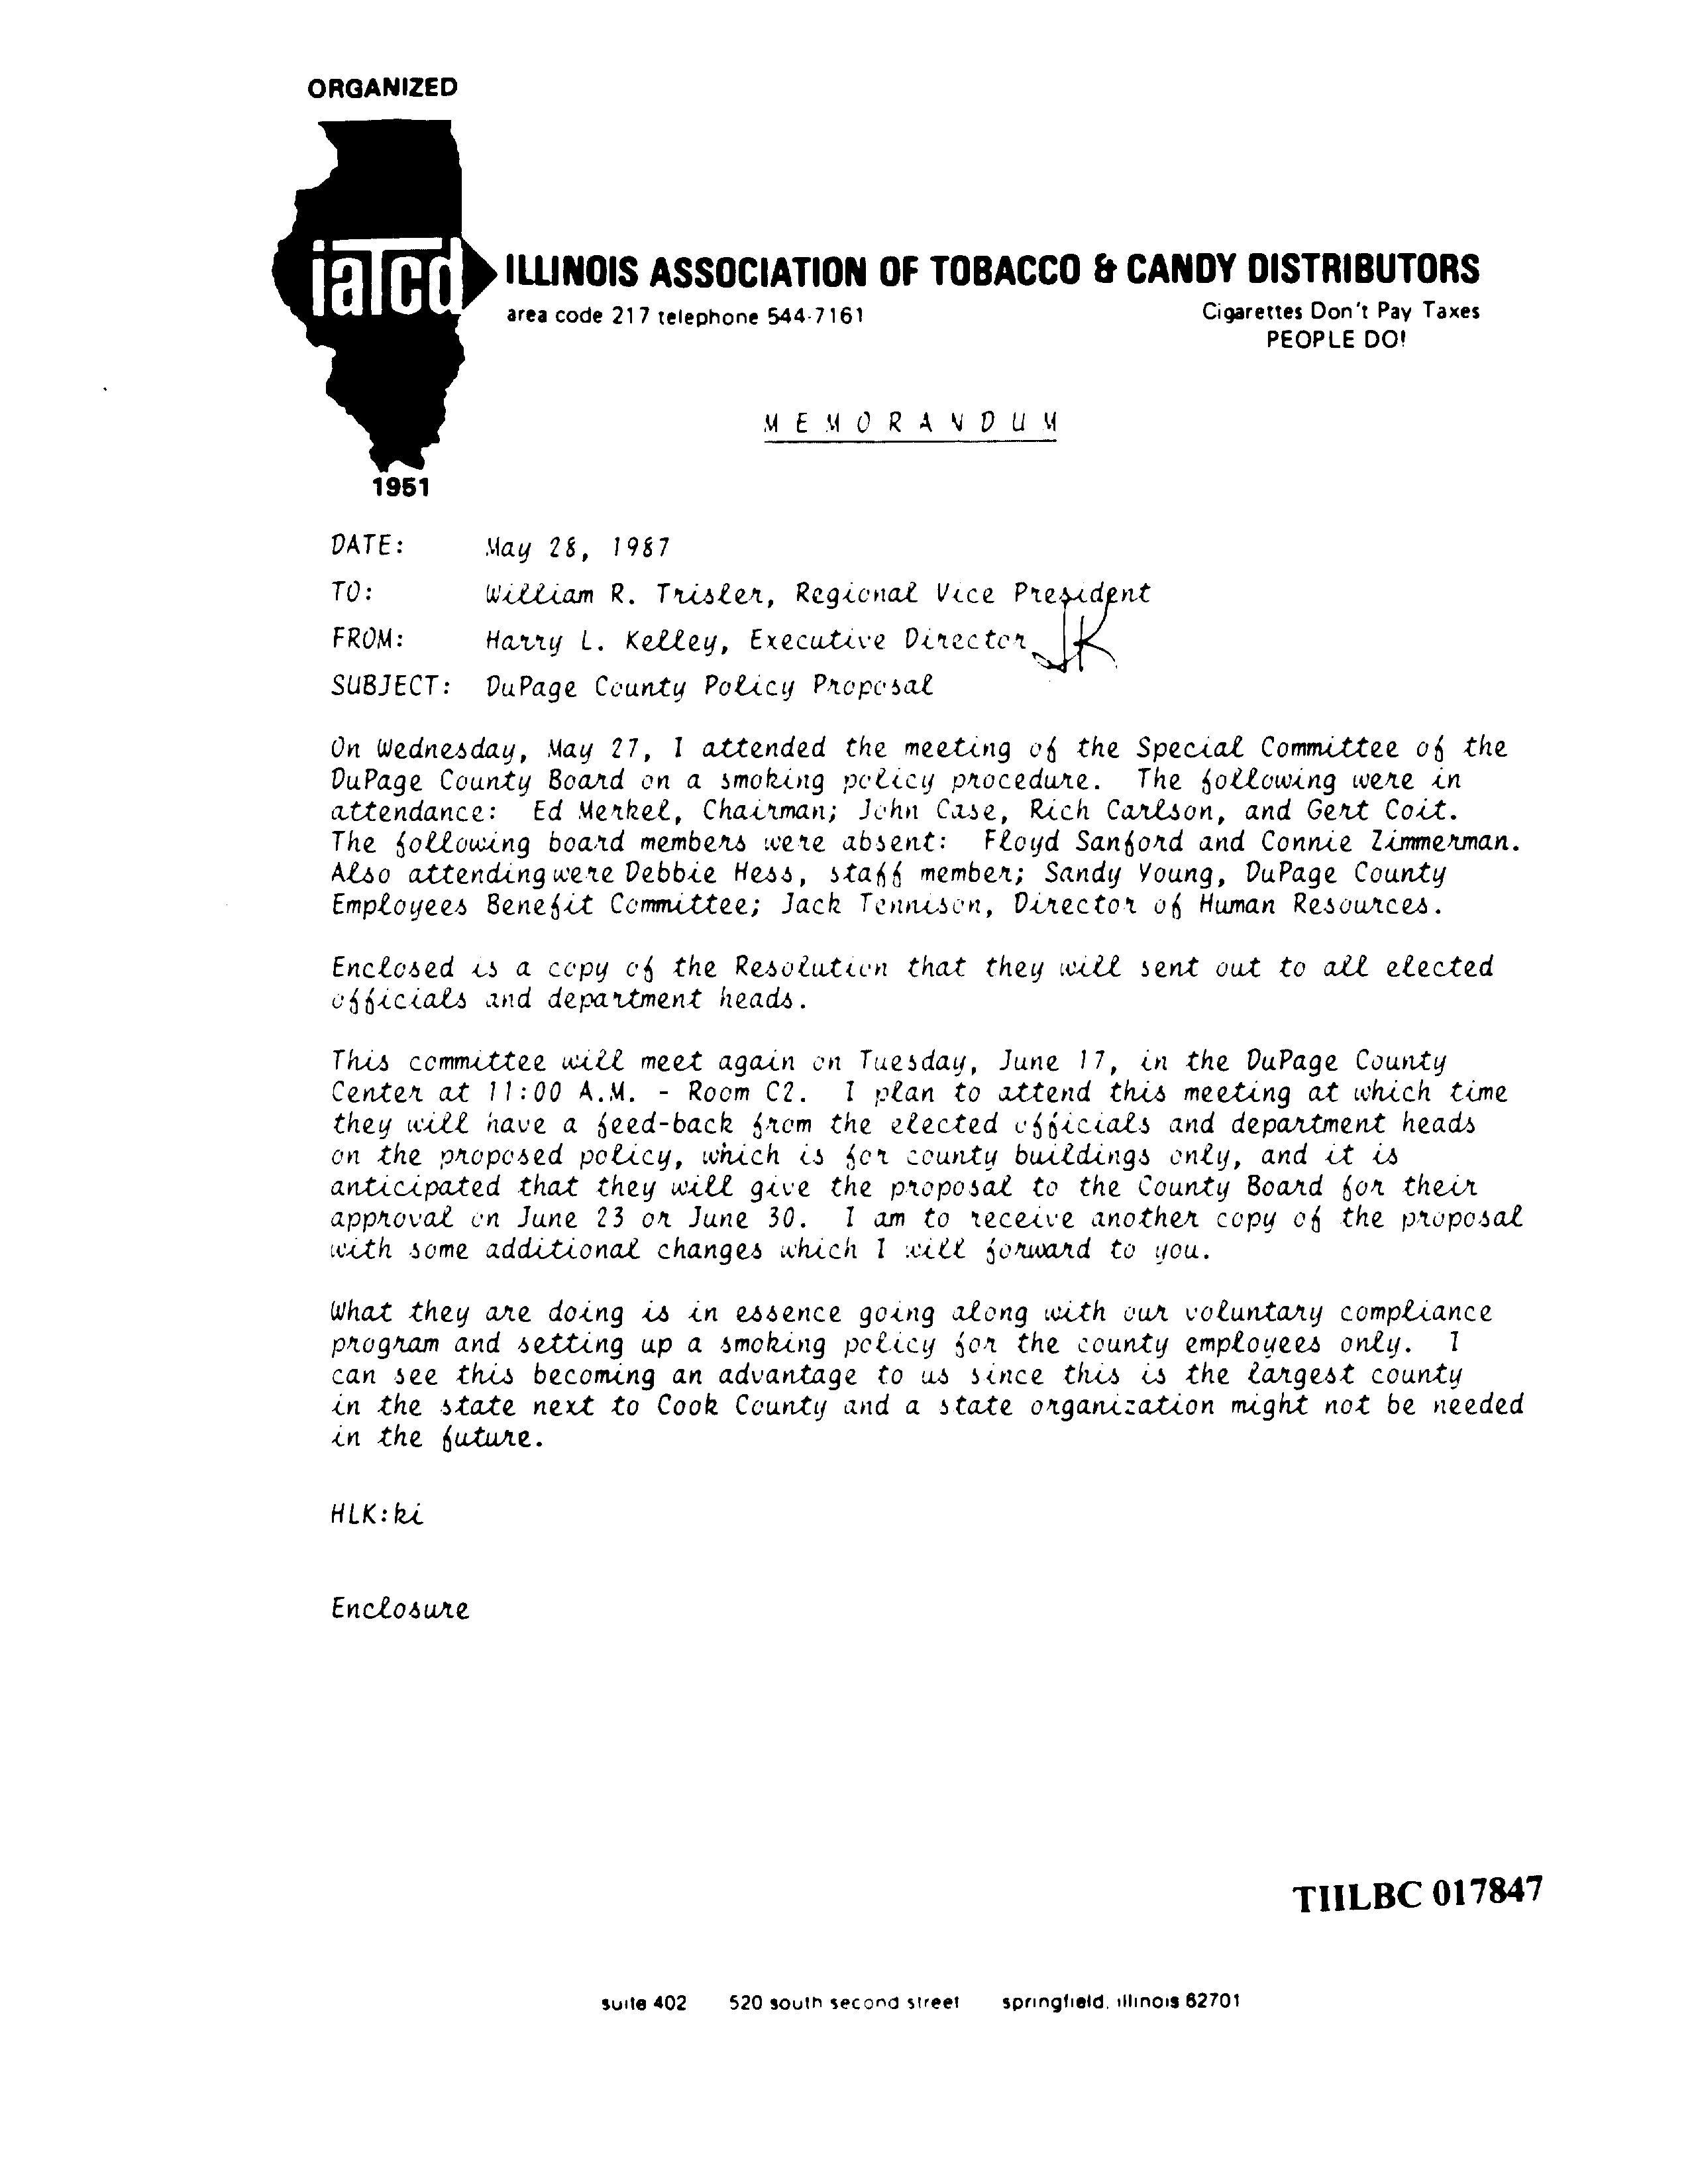 ORGANIZED
iatcd
ILLINOIS ASSOCIATION OF TOBACCO & CANDY DISTRIBUTORS
area code 217 telephone 544-7161
Cigarettes Don't Pay Taxes
PEOPLE DO!
MEMORANDUM
1951
DATE: May 28, 1987
TO: William R. Trisler, Regional Vice President
FROM: Harry L. Kelley, Executive Director HK
SUBJECT: DuPage County Policy Proposal
On Wednesday, May 27, I attended the meeting of the Special Committee of the
DuPage County Board on a smoking policy procedure. The following were in
attendance: Ed Merkel, Chairman; John Case, Rich Carlson, and Gert Coit.
The following board members were absent: Floyd Sanford and Connie Zimmerman.
Also attending were Debbie Hess, staff member; Sandy Young, DuPage County
Employees Benefit Committee; Jack Tennison, Director of Human Resources.
Enclosed is a copy of the Resolution that they will sent out to all elected
officials and department heads.
This committee will meet again on Tuesday, June 17, in the DuPage County
Center at 11:00 A.M. - Room C2. I plan to attend this meeting at which time
they will have a feed-back from the elected officials and department heads
on the proposed policy, which is for county buildings only, and it is
anticipated that they will give the proposal to the County Board for their
approval on June 23 or June 30. I am to receive another copy of the proposal
with some additional changes which I will forward to you.
What they are doing is in essence going along with our voluntary compliance
program and setting up a smoking policy for the county employees only. I
can see this becoming an advantage to us since this is the largest county
in the state next to Cook County and a state organization might not be needed
in the future.
HLK:ki
Enclosure
TIILBC 017847
suite 402 520 south second street springfield, illinois 62701